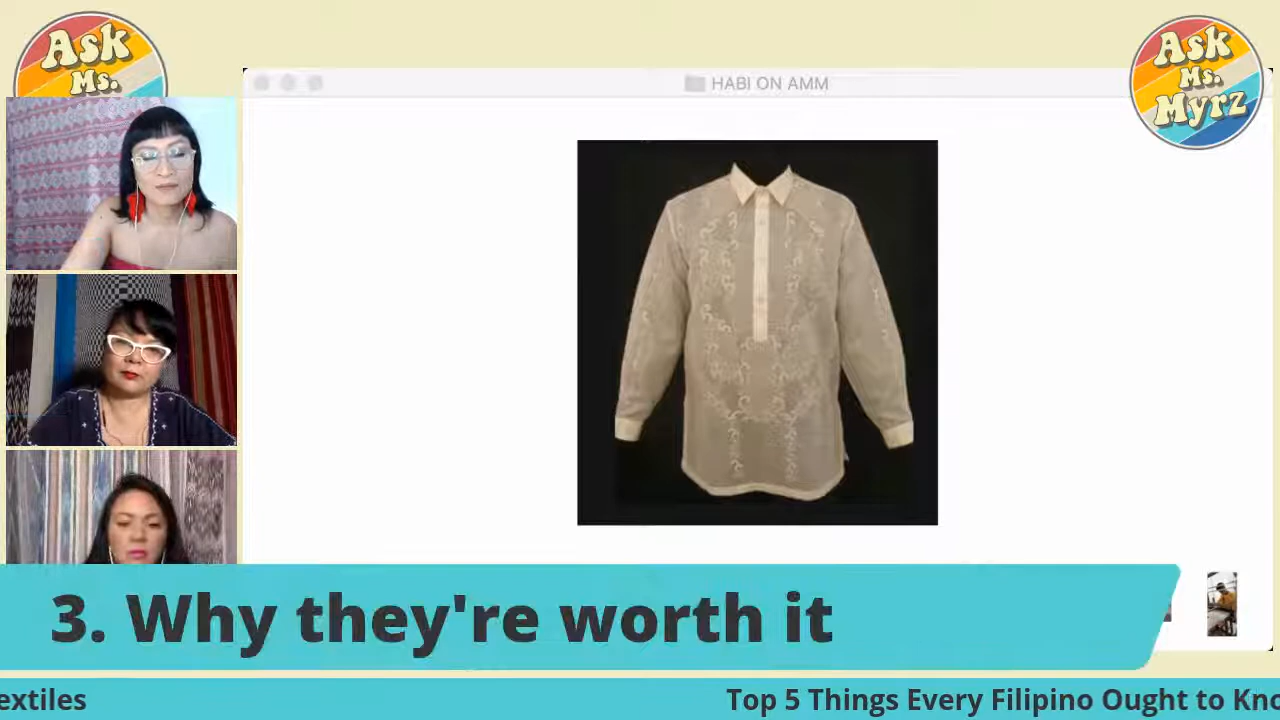 Ask
Ms.
HABI ON AMM
Ask
Ms.
Myrz
3. Why they're worth it
extiles
Top 5 Things Every Filipino Ought to Kno